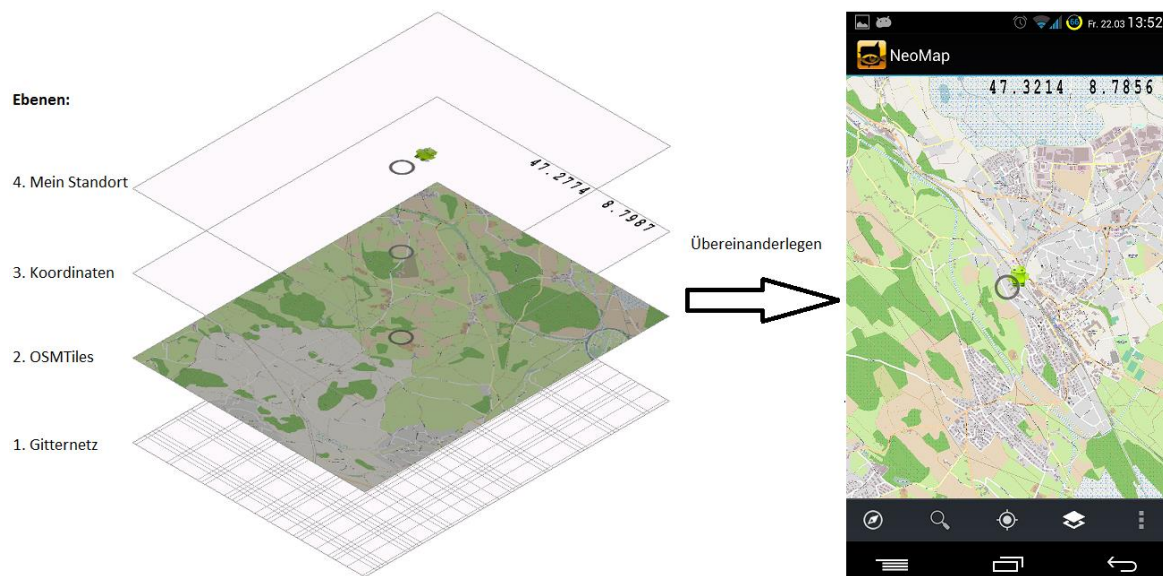 Ebenen:
4. Mein Standort
3. Koordinaten
2. OSMTiles
1. Gitternetz
47.2774 8.7987
Übereinanderlegen
60 Fr. 22.03 13:52
NeoMap
47.3214 8.7856